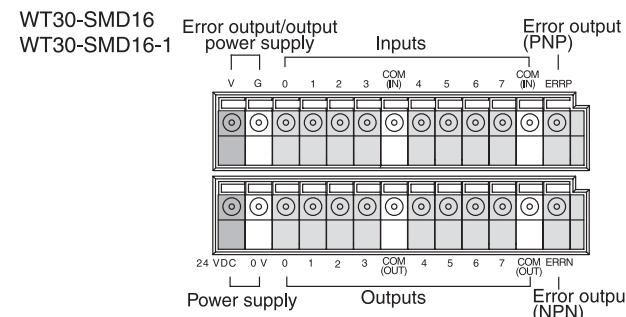 WT30-SMD16
WT30-SMD16-1
Error output/output
power supply
Inputs
Error output
(PNP)
V G 0 1 2 3 COM (IN) 4 5 6 7 COM (IN) ERRP
24 VDC 0 V 0 1 2 3 COM (OUT) 4 5 6 7 COM (OUT) ERRN
Power supply
Outputs
Error outpu
(NPN)